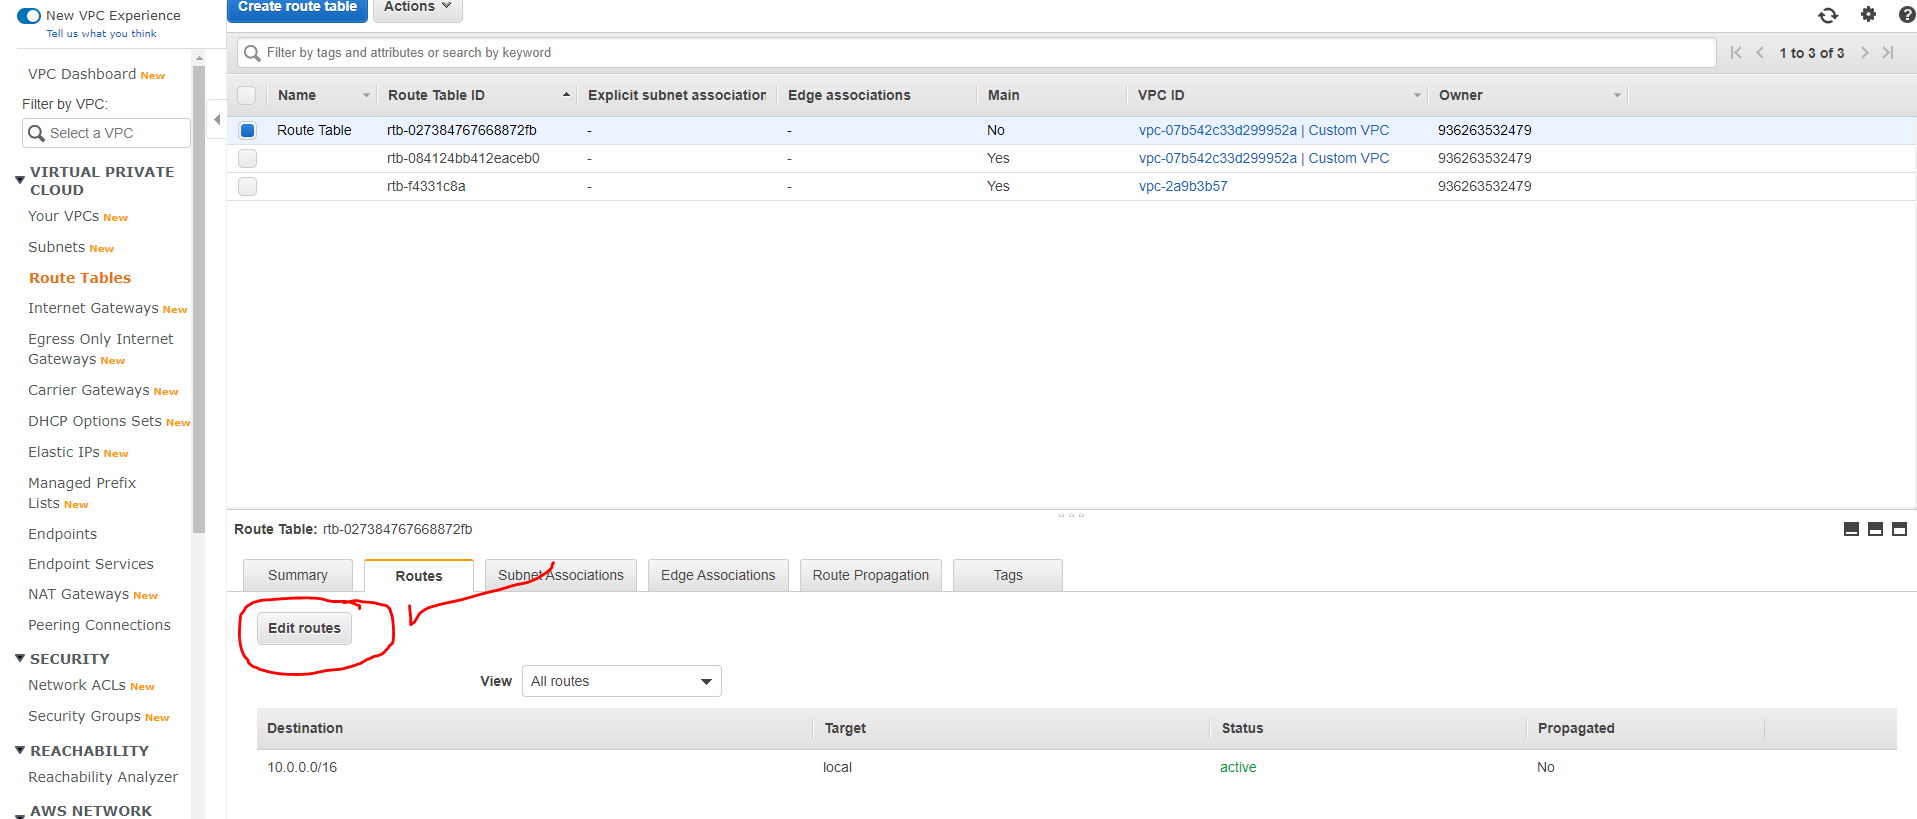 New VPC Experience
Tell us what you think
Create route table
Actions
Filter by tags and attributes or search by keyword
1 to 3 of 3
VPC Dashboard New
Filter by VPC:
Select a VPC
VIRTUAL PRIVATE
CLOUD
Your VPCs New
Subnets New
Route Tables
Internet Gateways New
Egress Only Internet
Gateways New
Carrier Gateways New
DHCP Options Sets New
Elastic IPs New
Managed Prefix
Lists New
Endpoints
Endpoint Services
NAT Gateways New
Peering Connections
SECURITY
Network ACLs New
Security Groups New
REACHABILITY
Reachability Analyzer
AWS NETWORK
Name Route Table ID Explicit subnet association Edge associations Main VPC ID Owner
Route Table rtb-027384767668872fb - - No vpc-07b542c33d299952a | Custom VPC 936263532479
rtb-084124bb412eaceb0 - - Yes vpc-07b542c33d299952a | Custom VPC 936263532479
rtb-f4331c8a - - Yes vpc-2a9b3b57 936263532479
Route Table: rtb-027384767668872fb
Summary Routes Subnet Associations Edge Associations Route Propagation Tags
Edit routes
View All routes
Destination Target Status Propagated
10.0.0.0/16 local active No